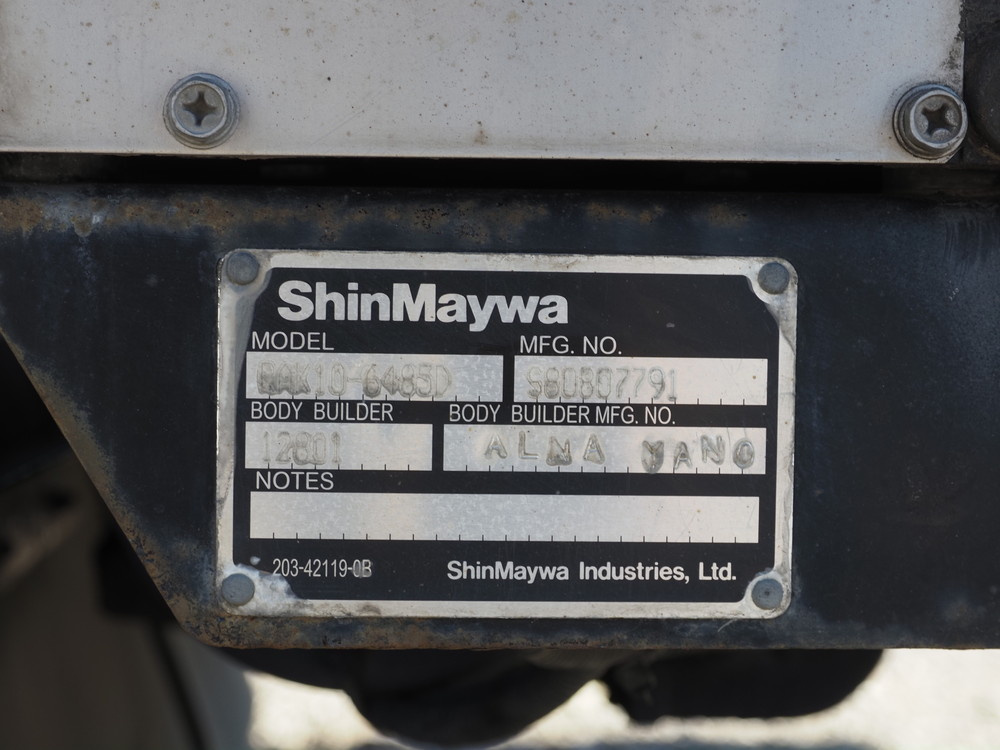 ShinMaywa
MODEL MFG. NO.
S80807791
BODY BUILDER BODY BUILDER MFG. NO.
12801 ALNA YANO
NOTES
203-42119-0B ShinMaywa Industries, Ltd.